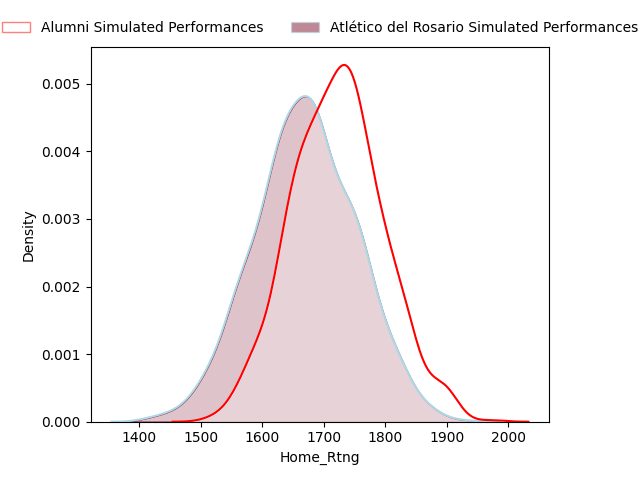 Alumni Simulated Performances Atlético del Rosario Simulated Performances
0.005
0.004
0.003
0.002
0.001
0.000
Density
1400 1500 1600 1700 1800 1900 2000
Home_Rtng